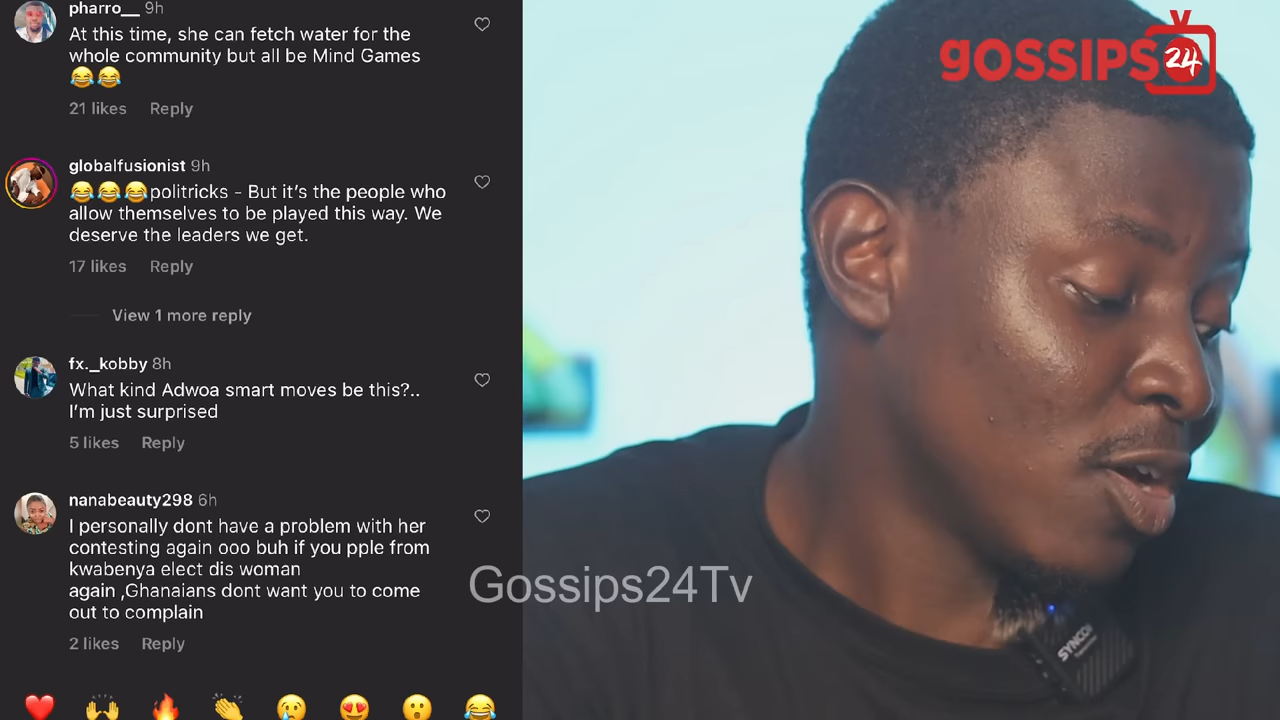 pharro__ 9h
At this time, she can fetch water for the
whole community but all be Mind Games
😂😂
21 likes Reply
globalfusionist 9h
😂😂😂politricks - But it's the people who
allow themselves to be played this way. We
deserve the leaders we get.
17 likes Reply
View 1 more reply
fx._kobby 8h
What kind Adwoa smart moves be this?..
I'm just surprised
5 likes Reply
nanabeauty298 6h
I personally dont have a problem with her
contesting again ooo buh if you pple from
kwabenya elect dis woman
again ,Ghanaians dont want you to come
out to complain
2 likes Reply
❤️🙌🔥👏😢😍😮😂
gOSSIPS 24
Gossips24Tv
SYNCO